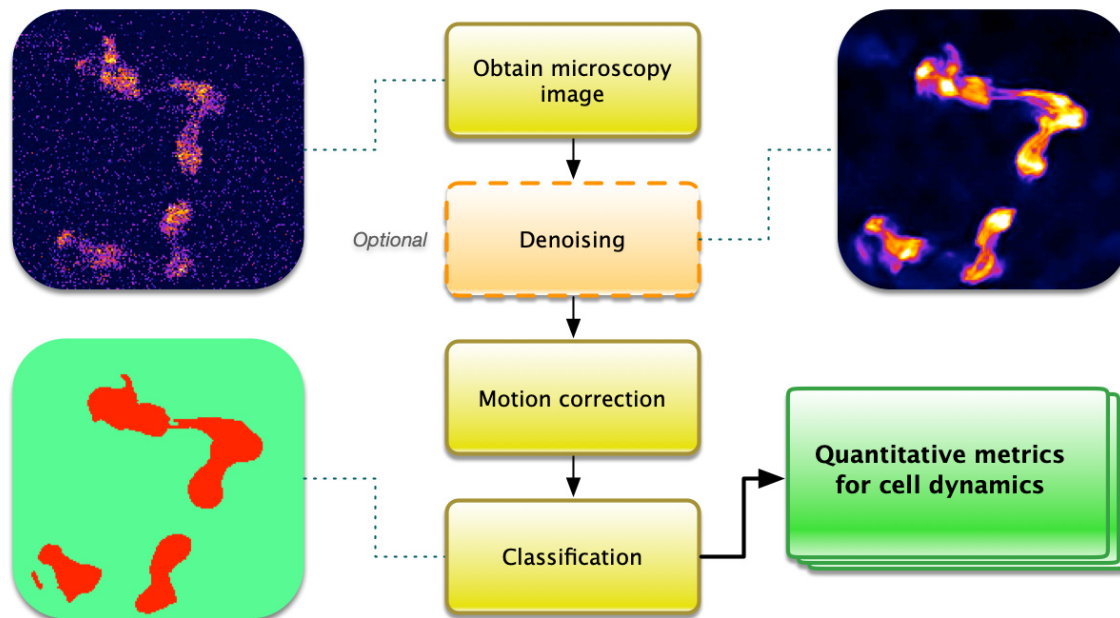 Obtain microscopy
image
Optional
Denoising
Motion correction
Quantitative metrics
for cell dynamics
Classification